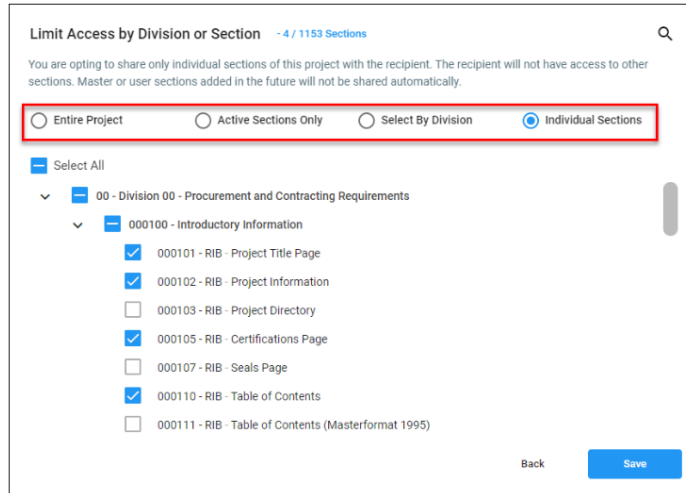 Limit Access by Division or Section - 4 / 1153 Sections
You are opting to share only individual sections of this project with the recipient. The recipient will not have access to other
sections. Master or user sections added in the future will not be shared automatically.
Entire Project Active Sections Only Select By Division Individual Sections
Select All
00 - Division 00 - Procurement and Contracting Requirements
000100 - Introductory Information
000101 - RIB - Project Title Page
000102 - RIB - Project Information
000103 - RIB - Project Directory
000105 - RIB - Certifications Page
000107 - RIB - Seals Page
000110 - RIB - Table of Contents
000111 - RIB - Table of Contents (Masterformat 1995)
Back Save